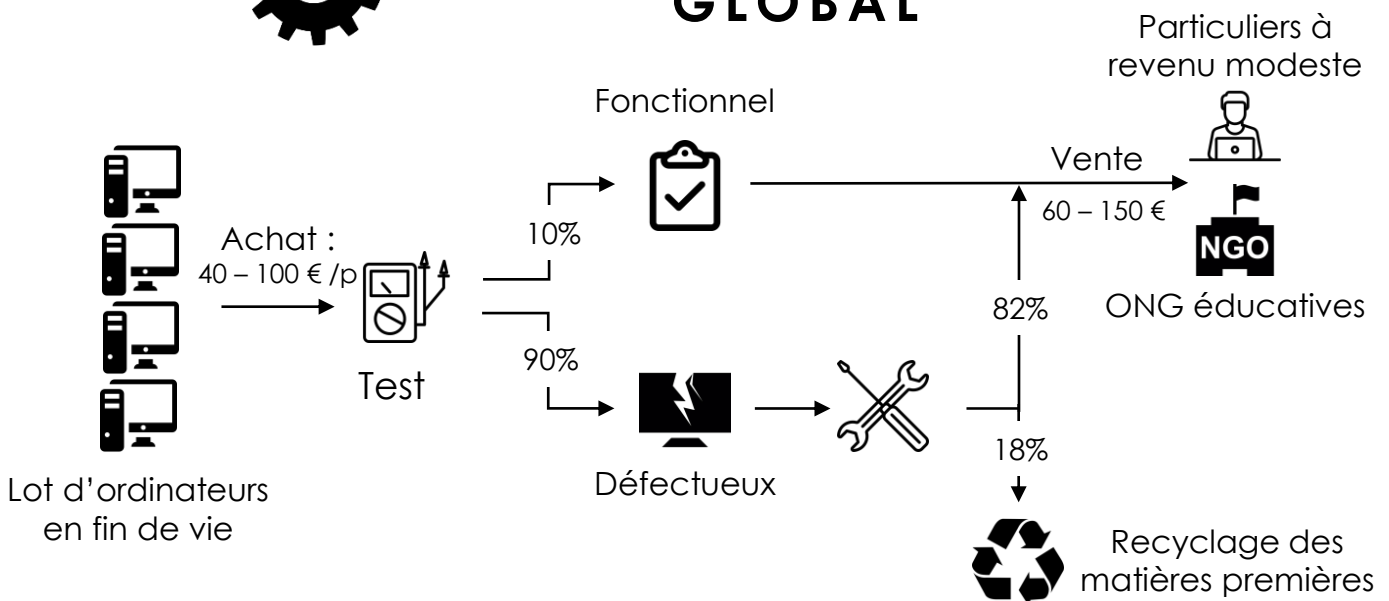 GLOBAL
Particuliers à
revenu modeste
Fonctionnel
Vente
60 – 150 €
10%
Achat :
40 – 100 € /p
NGO
ONG éducatives
82%
90%
Test
18%
Défectueux
Lot d’ordinateurs
en fin de vie
Recyclage des
matières premières